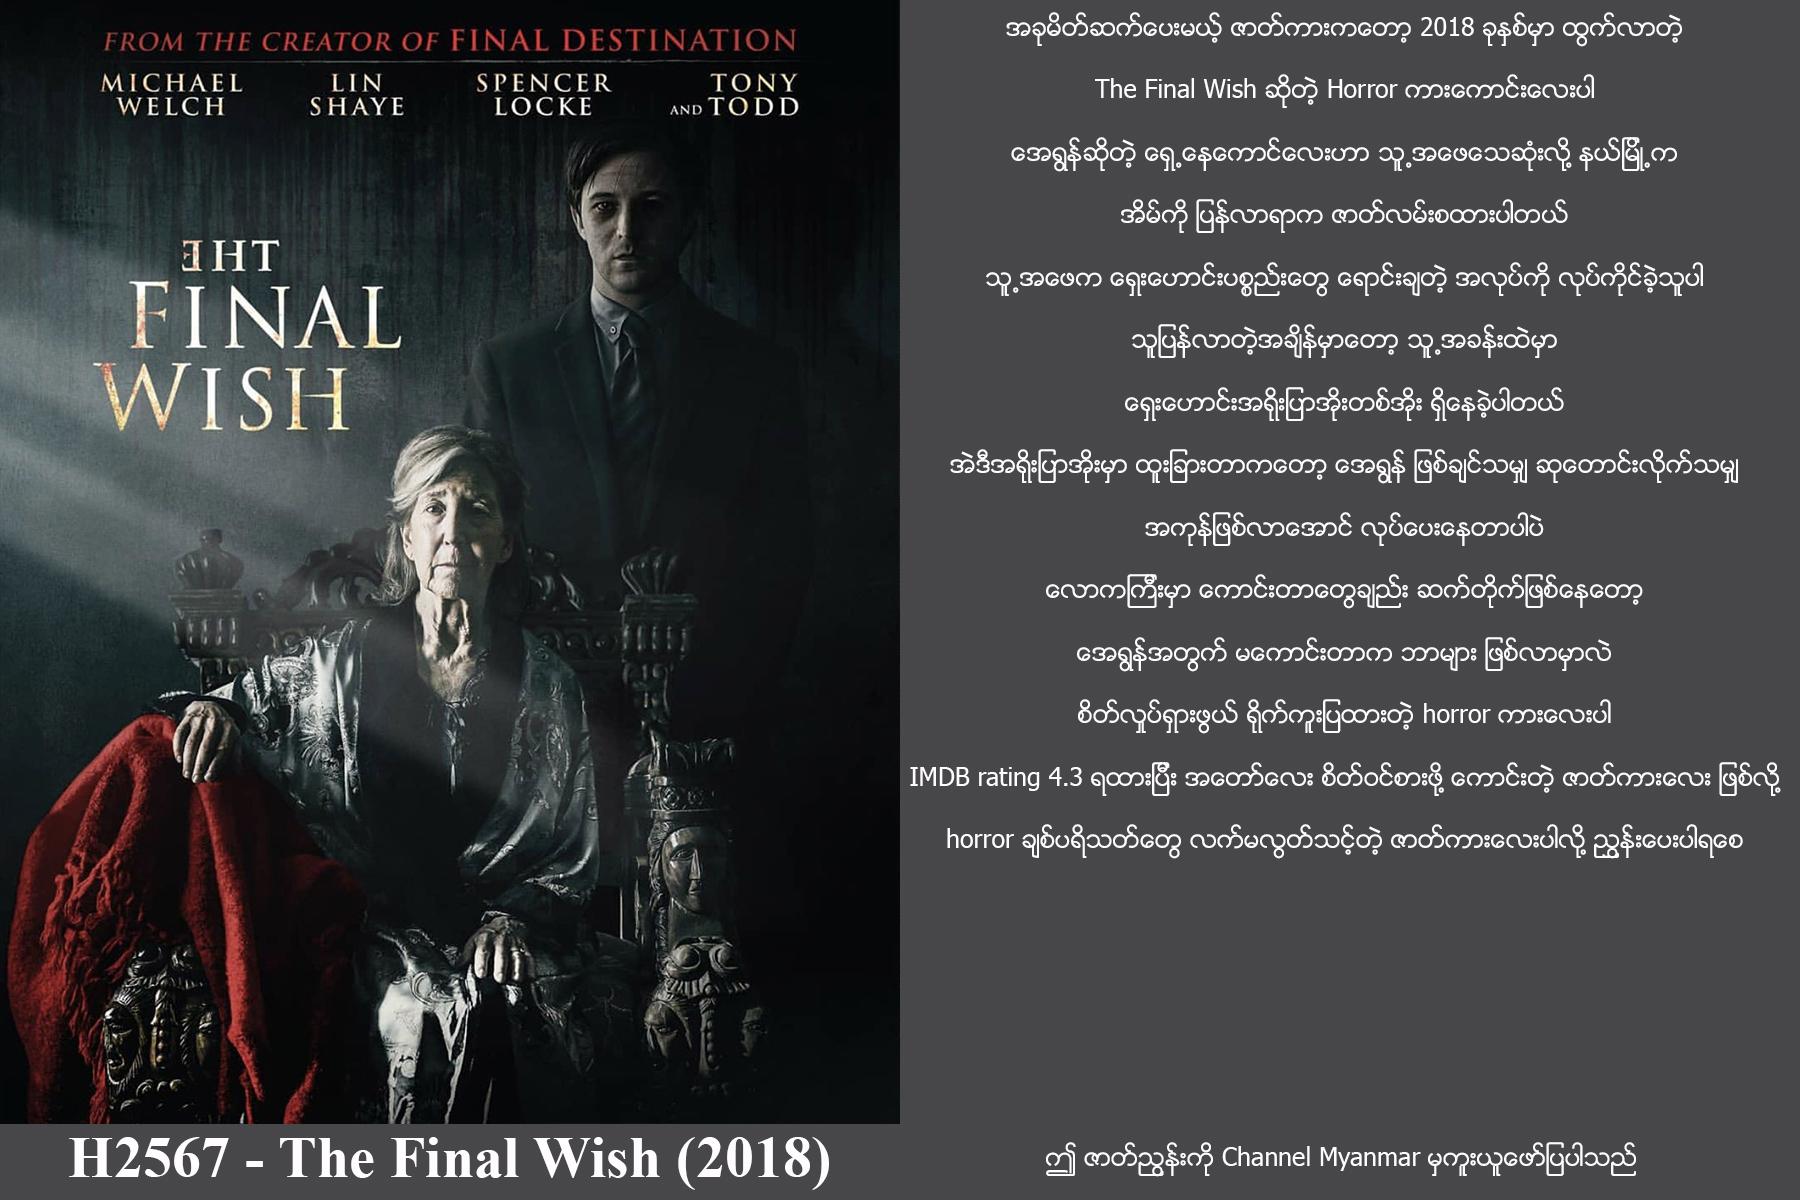 FROM THE CREATOR OF FINAL DESTINATION
MICHAEL WELCH
LIN SHAYE
SPENCER LOCKE
AND TONY TODD
THE
FINAL
WISH
H2567 - The Final Wish (2018)
အခုမိတ်ဆက်ပေးမယ့် ဇာတ်ကားကတော့ 2018 ခုနှစ်မှာ ထွက်လာတဲ့
The Final Wish ဆိုတဲ့ Horror ကားကောင်းလေးပါ
အေရွန်ဆိုတဲ့ ရှေ့နေကောင်လေးဟာ သူ့အဖေသေဆုံးလို့ နယ်မြို့က
အိမ်ကို ပြန်လာရာက ဇာတ်လမ်းစထားပါတယ်
သူ့အဖေက ရှေးဟောင်းပစ္စည်းတွေ ရောင်းချတဲ့ အလုပ်ကို လုပ်ကိုင်ခဲ့သူပါ
သူပြန်လာတဲ့အချိန်မှာတော့ သူ့အခန်းထဲမှာ
ရှေးဟောင်းအရိုးပြာအိုးတစ်အိုး ရှိနေခဲ့ပါတယ်
အဲဒီအရိုးပြာအိုးမှာ ထူးခြားတာကတော့ အေရွန် ဖြစ်ချင်သမျှ ဆုတောင်းလိုက်သမျှ
အကုန်ဖြစ်လာအောင် လုပ်ပေးနေတာပါပဲ
လောကကြီးမှာ ကောင်းတာတွေချည်း ဆက်တိုက်ဖြစ်နေတော့
အေရွန်အတွက် မကောင်းတာက ဘာများ ဖြစ်လာမှာလဲ
စိတ်လှုပ်ရှားဖွယ် ရိုက်ကူးပြထားတဲ့ horror ကားလေးပါ
IMDB rating 4.3 ရထားပြီး အတော်လေး စိတ်ဝင်စားဖို့ ကောင်းတဲ့ ဇာတ်ကားလေး ဖြစ်လို့
horror ချစ်ပရိသတ်တွေ လက်မလွတ်သင့်တဲ့ ဇာတ်ကားလေးပါလို့ ညွှန်းပေးပါရစေ
ဤ ဇာတ်ညွှန်းကို Channel Myanmar မှကူးယူဖော်ပြပါသည်